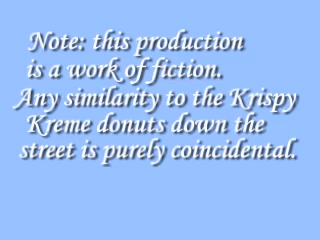 Note: this production
is a work of fiction.
Any similarity to the Krispy
Kreme donuts down the
street is purely coincidental.